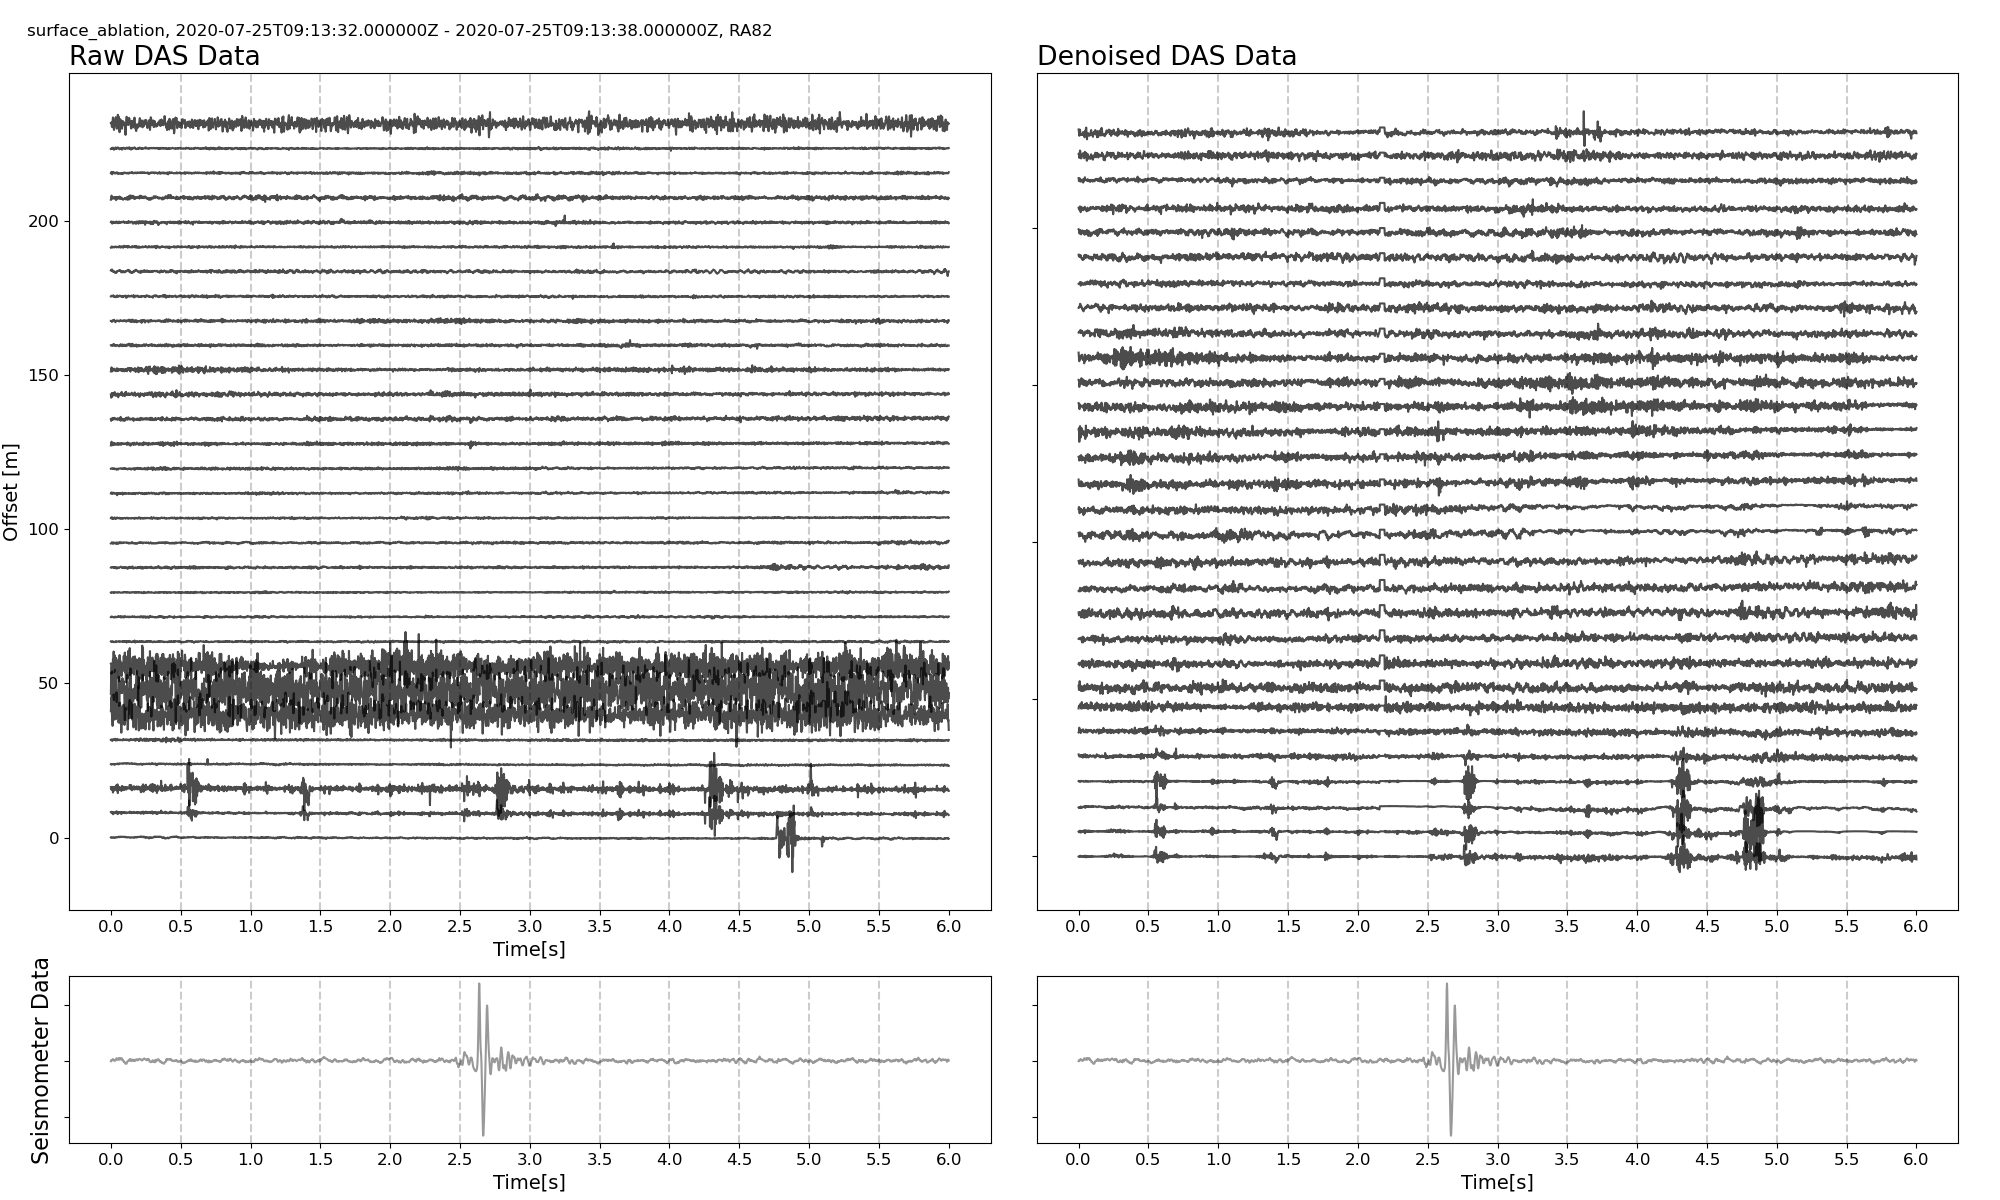 surface_ablation, 2020-07-25T09:13:32.000000Z - 2020-07-25T09:13:38.000000Z, RA82
Raw DAS Data
Denoised DAS Data
Offset [m]
200
150
100
50
0
0.0 0.5 1.0 1.5 2.0 2.5 3.0 3.5 4.0 4.5 5.0 5.5 6.0
Time[s]
0.0 0.5 1.0 1.5 2.0 2.5 3.0 3.5 4.0 4.5 5.0 5.5 6.0
Seismometer Data
0.0 0.5 1.0 1.5 2.0 2.5 3.0 3.5 4.0 4.5 5.0 5.5 6.0
Time[s]
0.0 0.5 1.0 1.5 2.0 2.5 3.0 3.5 4.0 4.5 5.0 5.5 6.0
Time[s]